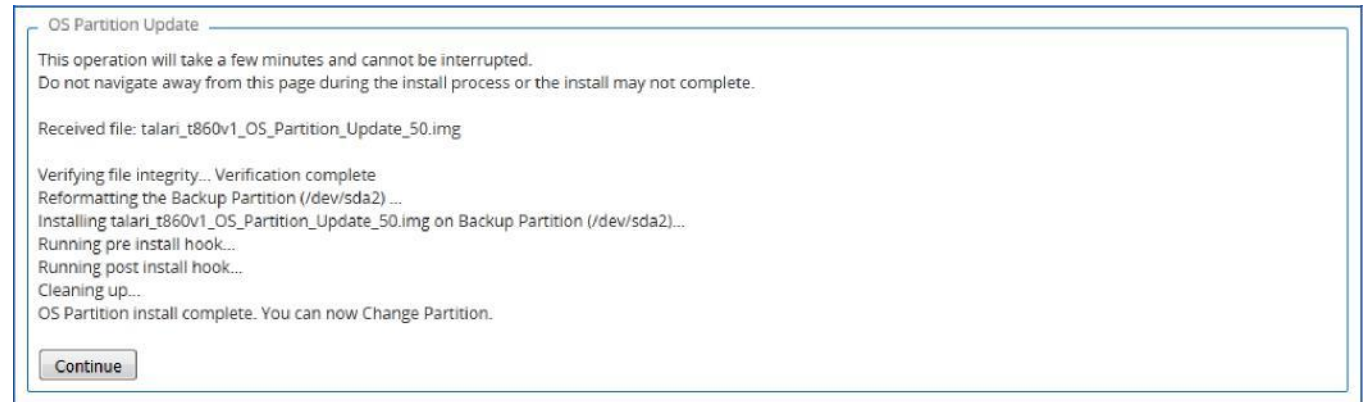 OS Partition Update
This operation will take a few minutes and cannot be interrupted.
Do not navigate away from this page during the install process or the install may not complete.
Received file: talari_t860v1_OS_Partition_Update_50.img
Verifying file integrity... Verification complete
Reformatting the Backup Partition (/dev/sda2) ...
Installing talari_t860v1_OS_Partition_Update_50.img on Backup Partition (/dev/sda2)...
Running pre install hook...
Running post install hook...
Cleaning up...
OS Partition install complete. You can now Change Partition.
Continue